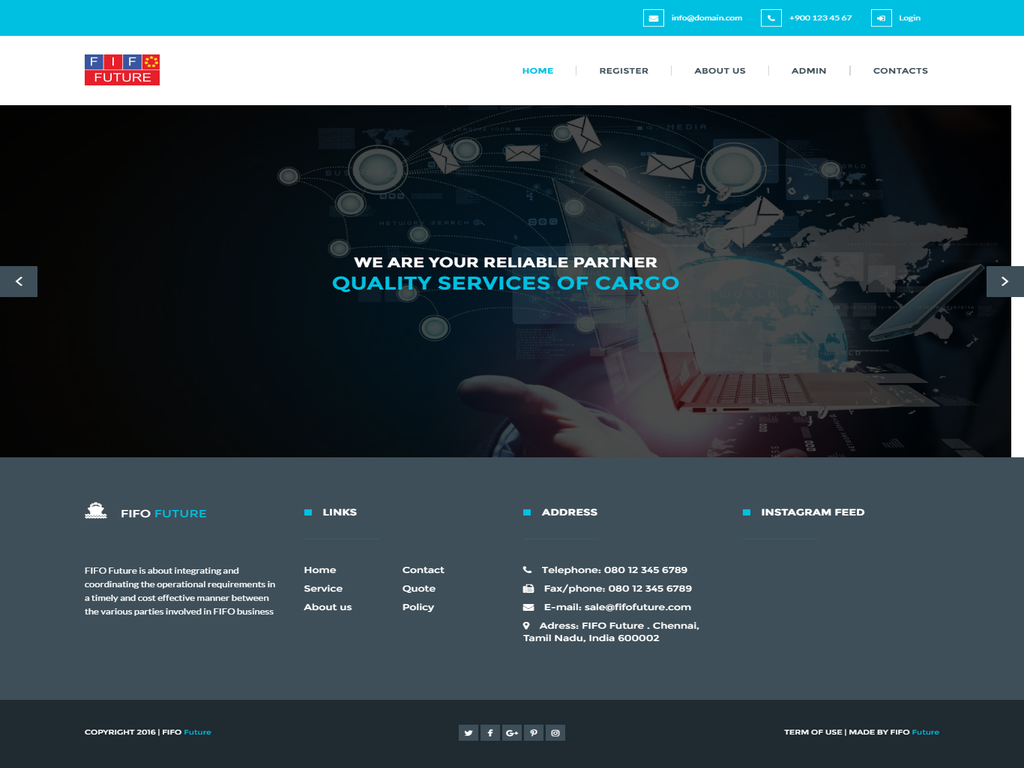 info@domain.com
+900 123 45 67
Login
F I F
FUTURE
HOME
REGISTER
ABOUT US
ADMIN
CONTACTS
MEDIA
NETWORK SEARCH
WE ARE YOUR RELIABLE PARTNER
QUALITY SERVICES OF CARGO
FIFO FUTURE
FIFO Future is about integrating and
coordinating the operational requirements in
a timely and cost effective manner between
the various parties involved in FIFO business
LINKS
Home
Contact
Service
Quote
About us
Policy
ADDRESS
Telephone: 080 12 345 6789
Fax/phone: 080 12 345 6789
E-mail: sale@fifofuture.com
Adress: FIFO Future . Chennai,
Tamil Nadu, India 600002
INSTAGRAM FEED
COPYRIGHT 2016 | FIFO Future
TERM OF USE | MADE BY FIFO Future